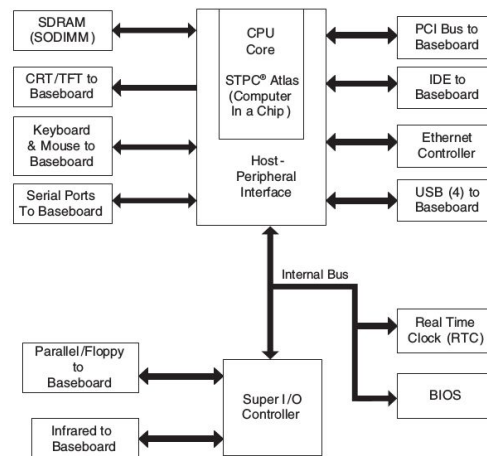 SDRAM
(SODIMM)
CRT/TFT to
Baseboard
Keyboard
& Mouse to
Baseboard
Serial Ports
To Baseboard
CPU
Core
STPC® Atlas
(Computer
In a Chip)
Host-
Peripheral
Interface
PCI Bus to
Baseboard
IDE to
Baseboard
Ethernet
Controller
USB (4) to
Baseboard
Internal Bus
Real Time
Clock (RTC)
BIOS
Parallel/Floppy
to
Baseboard
Infrared to
Baseboard
Super I/O
Controller